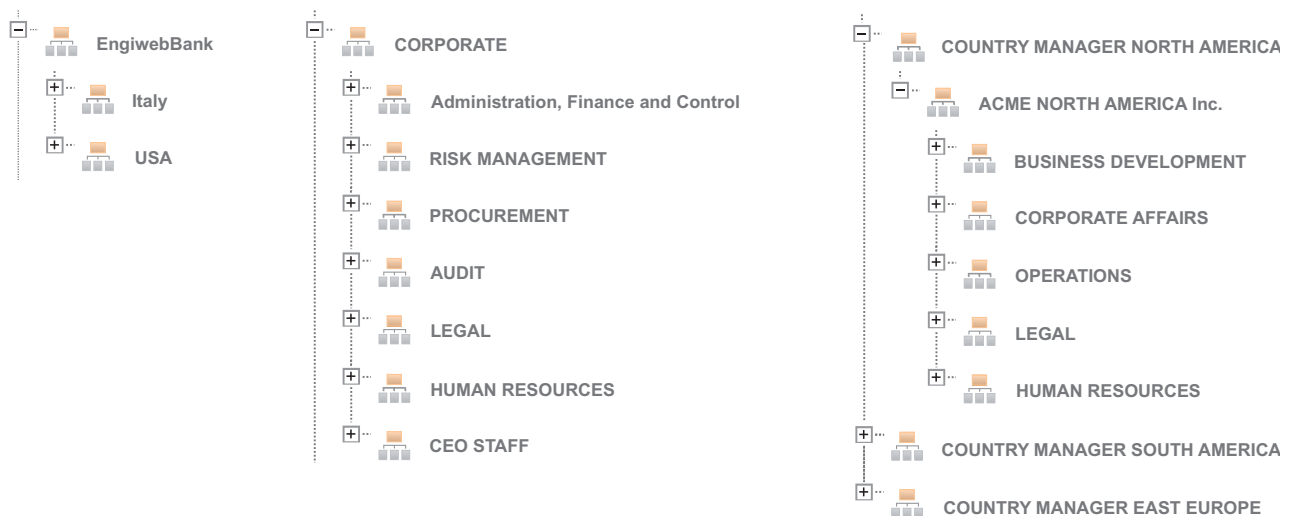 EngiwebBank
Italy
USA
CORPORATE
Administration, Finance and Control
RISK MANAGEMENT
PROCUREMENT
AUDIT
LEGAL
HUMAN RESOURCES
CEO STAFF
COUNTRY MANAGER NORTH AMERICA
ACME NORTH AMERICA Inc.
BUSINESS DEVELOPMENT
CORPORATE AFFAIRS
OPERATIONS
LEGAL
HUMAN RESOURCES
COUNTRY MANAGER SOUTH AMERICA
COUNTRY MANAGER EAST EUROPE